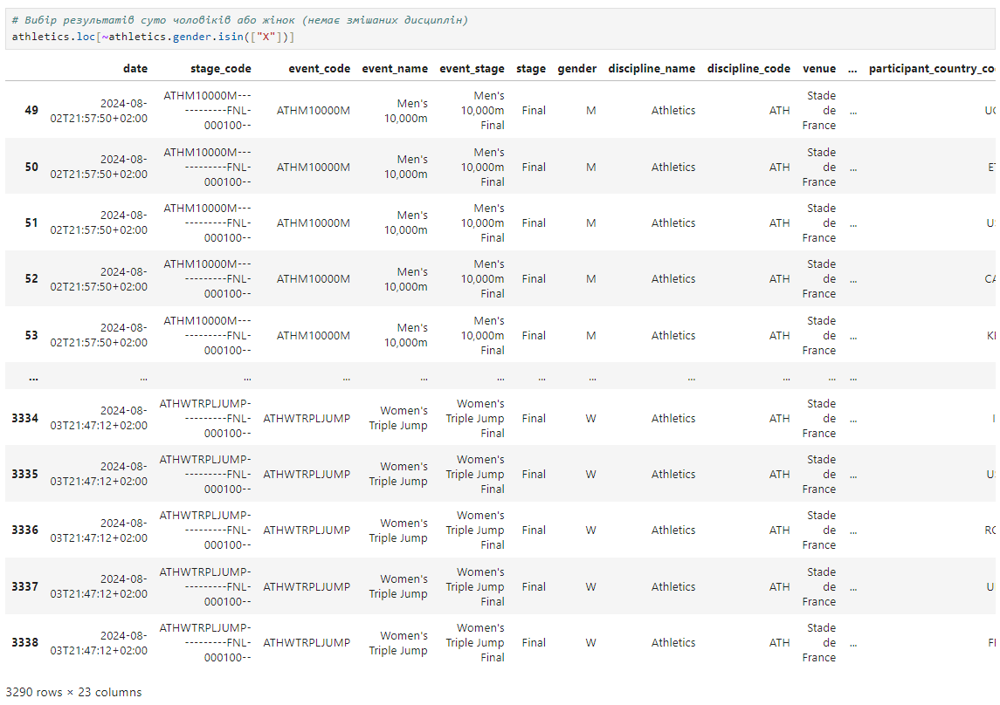 # Вибір результатів суто чоловіків або жінок (немає змішаних дисциплін)
athletics.loc[~athletics.gender.isin(["X"])]
date stage_code event_code event_name event_stage stage gender discipline_name discipline_code venue ... participant_country_co
ATHM10000M--- Men's Stade
49 2024-08- ---------FNL- ATHM10000M Men's 10,000m Final M Athletics ATH de ... UG
02T21:57:50+02:00 000100-- 10,000m Final France
ATHM10000M--- Men's Stade
50 2024-08- ---------FNL- ATHM10000M Men's 10,000m Final M Athletics ATH de ... ET
02T21:57:50+02:00 000100-- 10,000m Final France
ATHM10000M--- Men's Stade
51 2024-08- ---------FNL- ATHM10000M Men's 10,000m Final M Athletics ATH de ... US
02T21:57:50+02:00 000100-- 10,000m Final France
ATHM10000M--- Men's Stade
52 2024-08- ---------FNL- ATHM10000M Men's 10,000m Final M Athletics ATH de ... CA
02T21:57:50+02:00 000100-- 10,000m Final France
ATHM10000M--- Men's Stade
53 2024-08- ---------FNL- ATHM10000M Men's 10,000m Final M Athletics ATH de ...
02T21:57:50+02:00 000100-- 10,000m Final France
... ... ... ... ... ... ... ... ... ... ... ...
ATHWTRPLJUMP- Women's Stade
3334 2024-08- ---------FNL- ATHWTRPLJUMP Women's Triple Jump Final W Athletics ATH de ...
03T21:47:12+02:00 000100-- Triple Jump Final France
ATHWTRPLJUMP- Women's Stade
3335 2024-08- ---------FNL- ATHWTRPLJUMP Women's Triple Jump Final W Athletics ATH de ... US
03T21:47:12+02:00 000100-- Triple Jump Final France
ATHWTRPLJUMP- Women's Stade
3336 2024-08- ---------FNL- ATHWTRPLJUMP Women's Triple Jump Final W Athletics ATH de ... RO
03T21:47:12+02:00 000100-- Triple Jump Final France
ATHWTRPLJUMP- Women's Stade
3337 2024-08- ---------FNL- ATHWTRPLJUMP Women's Triple Jump Final W Athletics ATH de ... U
03T21:47:12+02:00 000100-- Triple Jump Final France
ATHWTRPLJUMP- Women's Stade
3338 2024-08- ---------FNL- ATHWTRPLJUMP Women's Triple Jump Final W Athletics ATH de ...
03T21:47:12+02:00 000100-- Triple Jump Final France
3290 rows × 23 columns